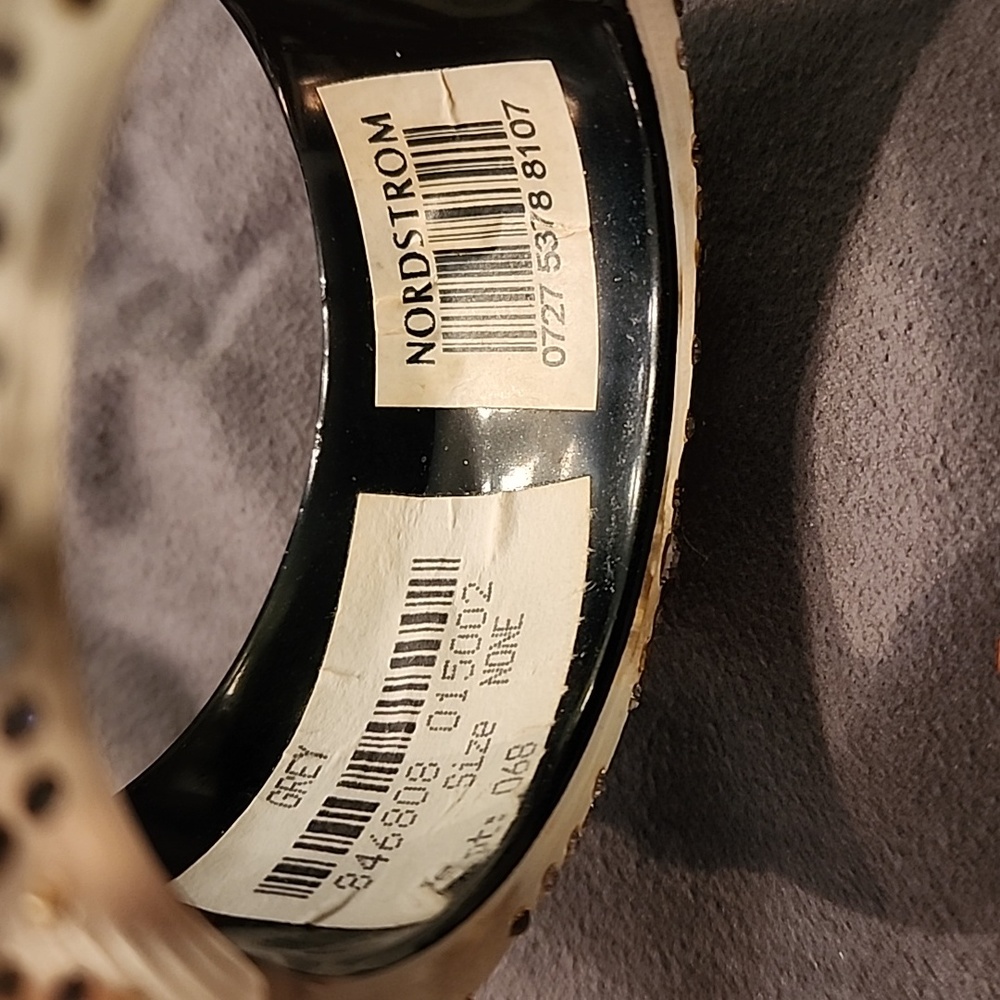 NORDSTROM
0727 5378 8107
GREY
846808 015002
Size NONE
068